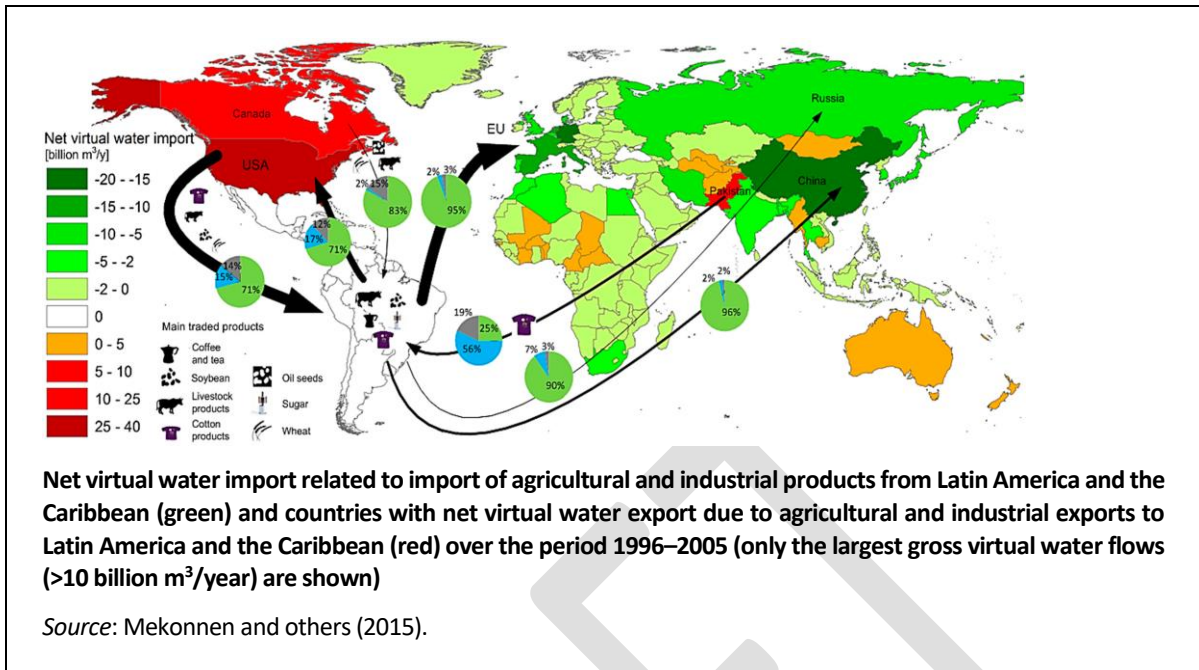 Canada
Russia
Net virtual water import
[billion m³/y]
EU
USA
2% 3%
2% 15%
-20 - -15
Pakistan
China
83%
95%
-15 - -10
12%
17%
71%
-10 - -5
-5 - -2
14%
15%
71%
2% 2%
-2 - 0
96%
0
Main traded products
19%
25%
0 - 5
Coffee
and tea
56%
7% 3%
5 - 10
Soybean
Oil seeds
90%
10 - 25
Livestock
products
Sugar
25 - 40
Cotton
products
Wheat
Net virtual water import related to import of agricultural and industrial products from Latin America and the
Caribbean (green) and countries with net virtual water export due to agricultural and industrial exports to
Latin America and the Caribbean (red) over the period 1996–2005 (only the largest gross virtual water flows
(>10 billion m³/year) are shown)
Source: Mekonnen and others (2015).